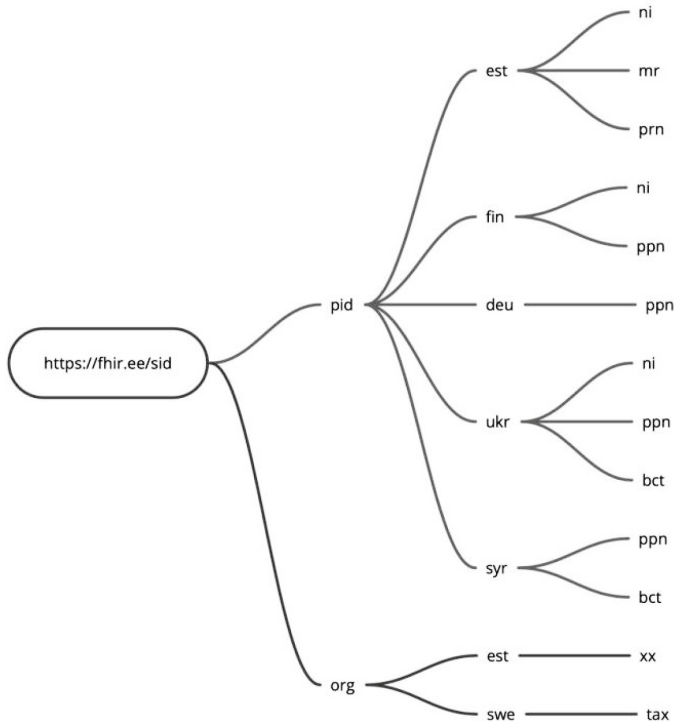 https://fhir.ee/sid
pid
est
ni
mr
prn
fin
ni
ppn
deu
ppn
ukr
ni
ppn
bct
syr
ppn
bct
org
est
xx
swe
tax